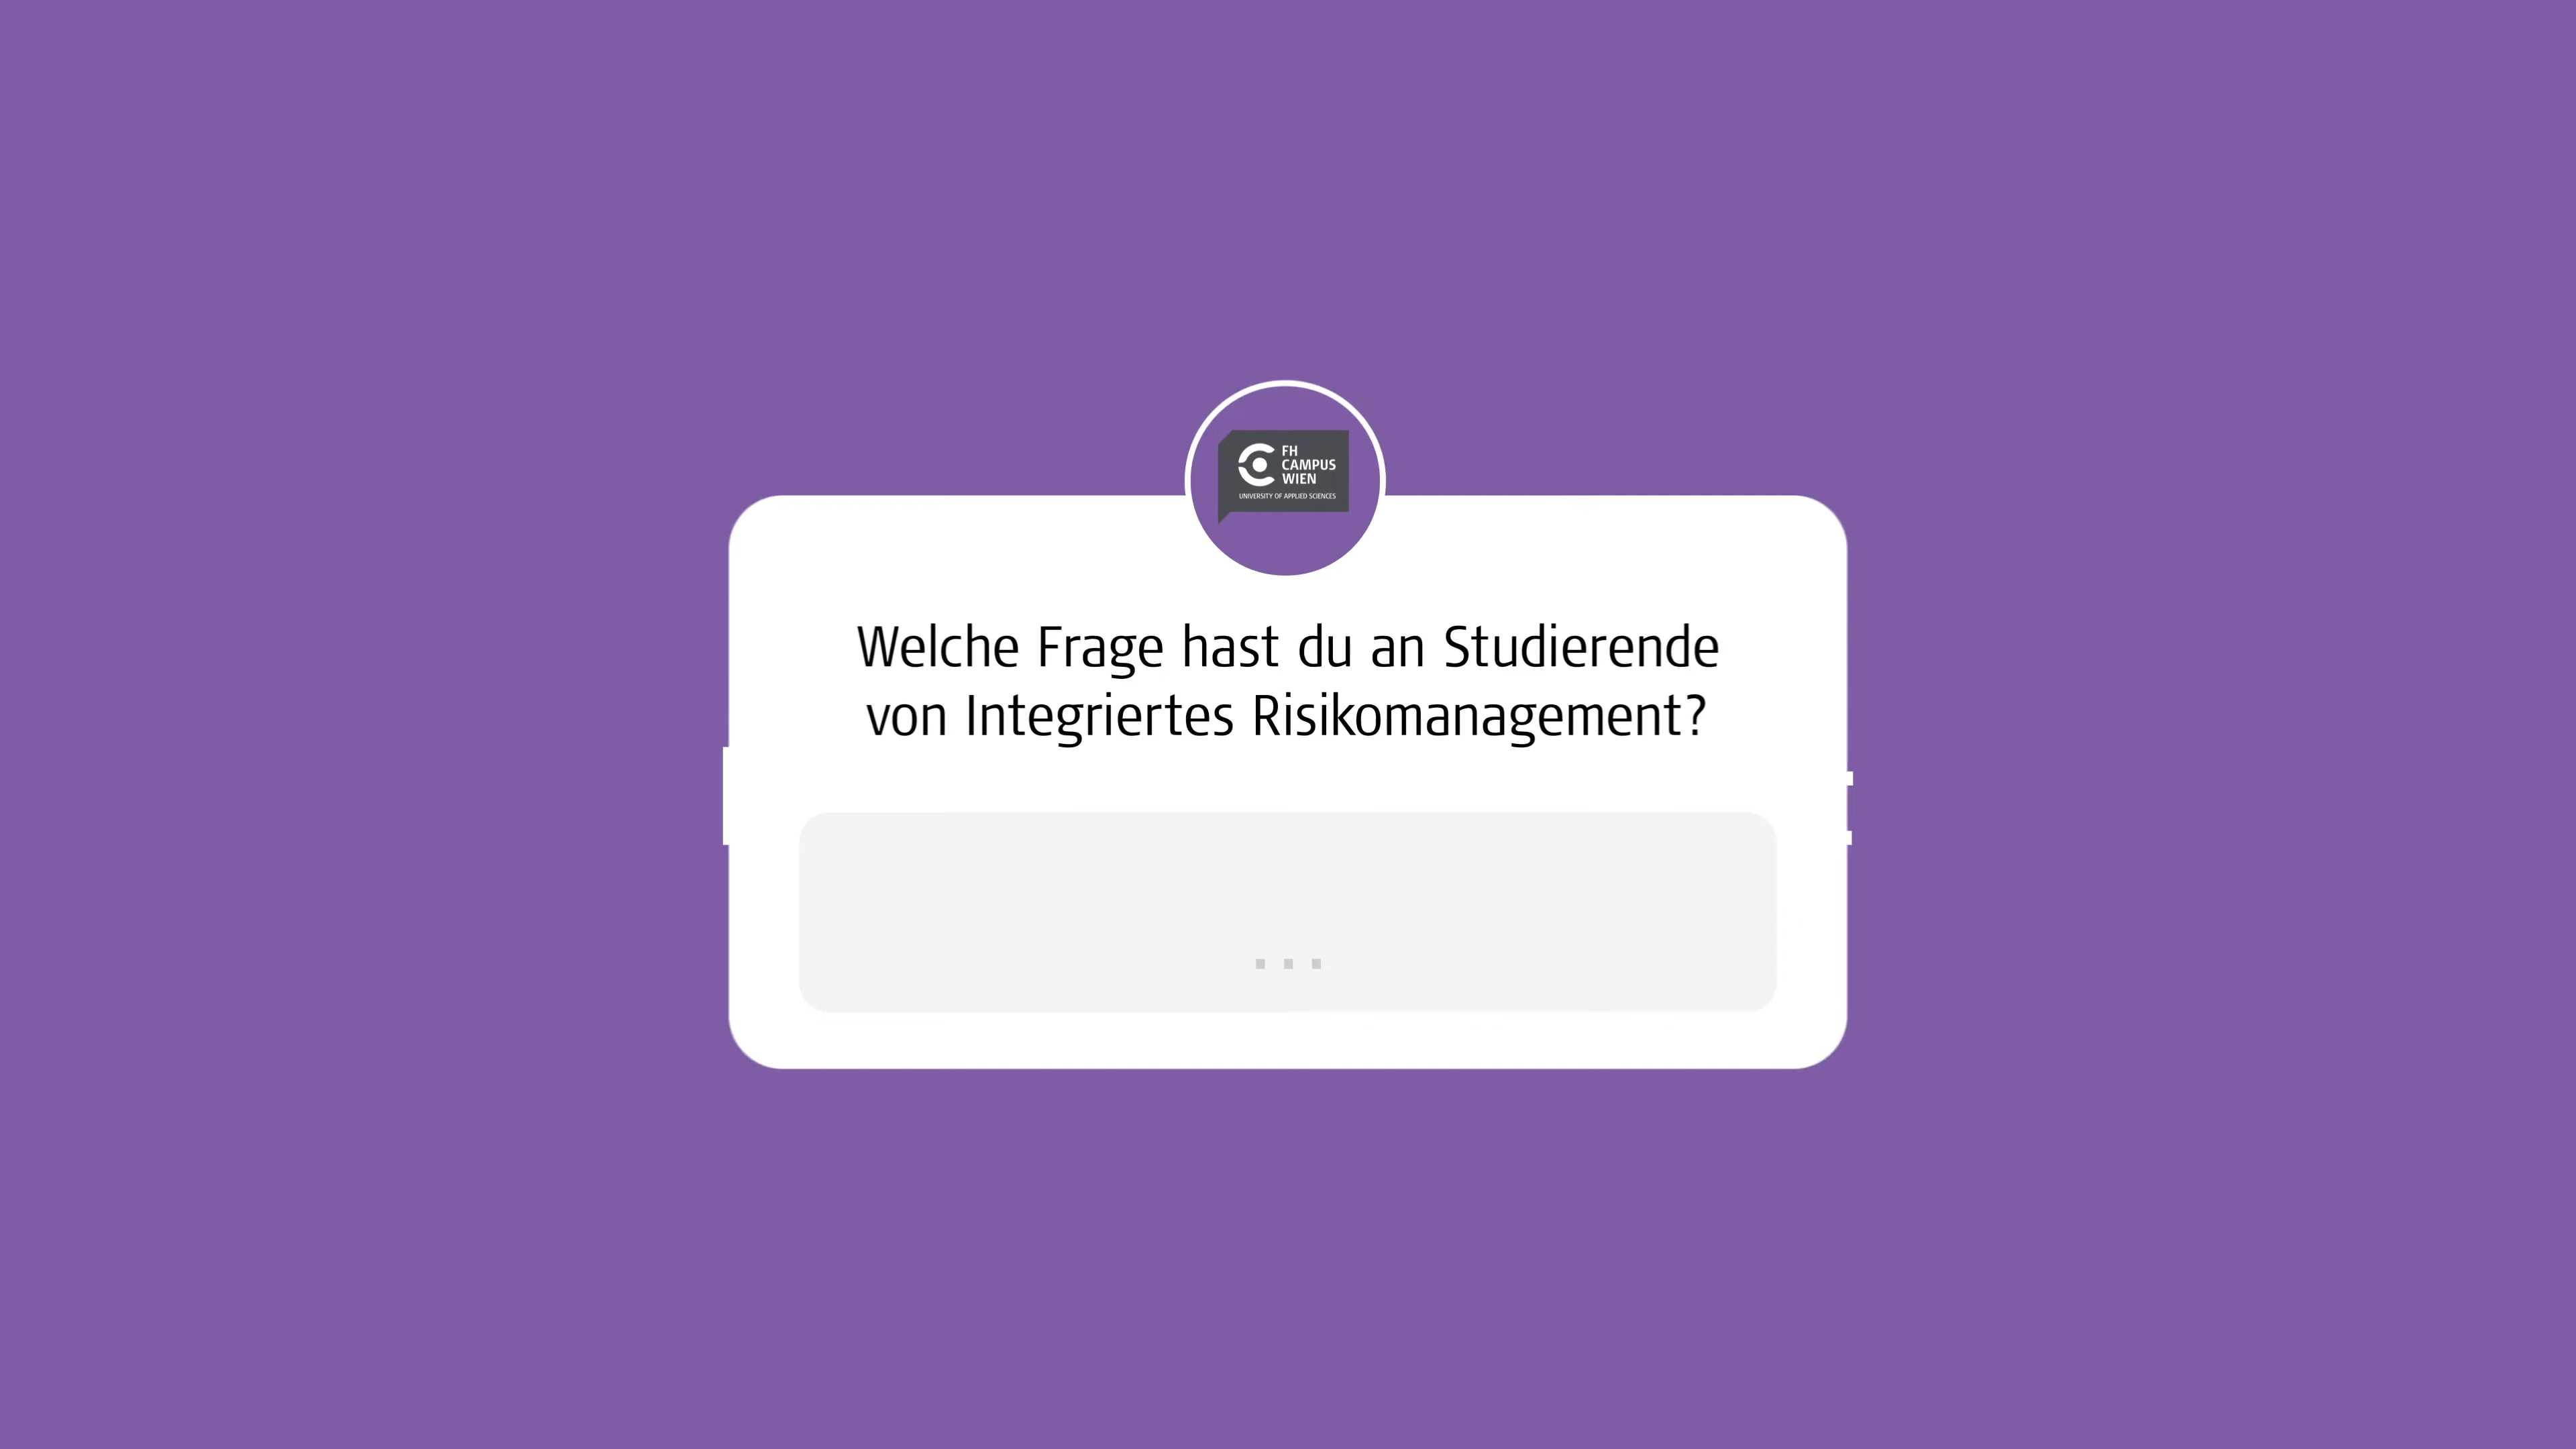 FH
CAMPUS
WIEN
UNIVERSITY OF APPLIED SCIENCES
Welche Frage hast du an Studierende
von Integriertes Risikomanagement?
...